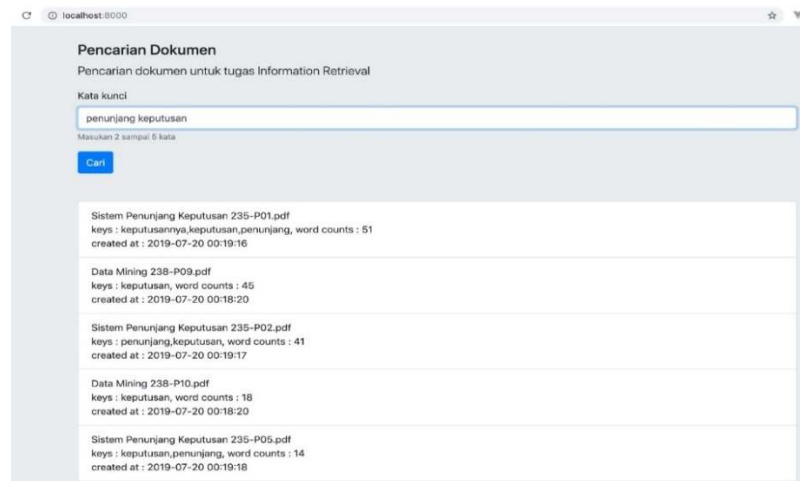 localhost:8000
Pencarian Dokumen
Pencarian dokumen untuk tugas Information Retrieval
Kata kunci
penunjang keputusan
Masukan 2 sampai 5 kata
Cari
Sistem Penunjang Keputusan 235-P01.pdf
keys : keputusannya,keputusan,penunjang, word counts : 51
created at : 2019-07-20 00:19:16
Data Mining 238-P09.pdf
keys : keputusan, word counts : 45
created at : 2019-07-20 00:18:20
Sistem Penunjang Keputusan 235-P02.pdf
keys : penunjang,keputusan, word counts : 41
created at : 2019-07-20 00:19:17
Data Mining 238-P10.pdf
keys : keputusan, word counts : 18
created at : 2019-07-20 00:18:20
Sistem Penunjang Keputusan 235-P05.pdf
keys : keputusan,penunjang, word counts : 14
created at : 2019-07-20 00:19:18